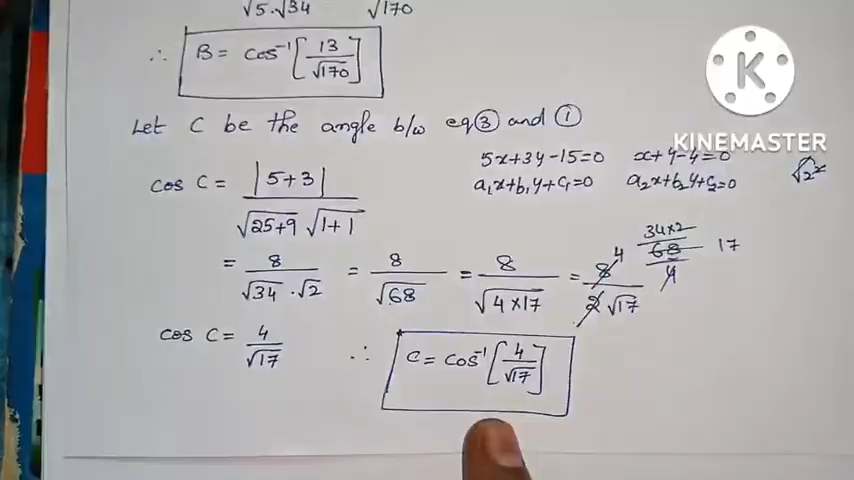 √5 . √34 √170
∴ B = cos⁻¹ [13/√170]
Let C be the angle b/w eq ③ and ①
5x+3y-15=0 x+y-4=0
cos C = |5+3| / √25+9 √1+1
a₁x+b₁y+c₁=0 a₂x+b₂y+c₂=0
= 8/√34 . √2 = 8/√68 = 8/√4×17 = 8 4/2√17
34×2
68 17
4
cos C = 4/√17 ∴ C = cos⁻¹ [4/√17]
K
KINEMASTER